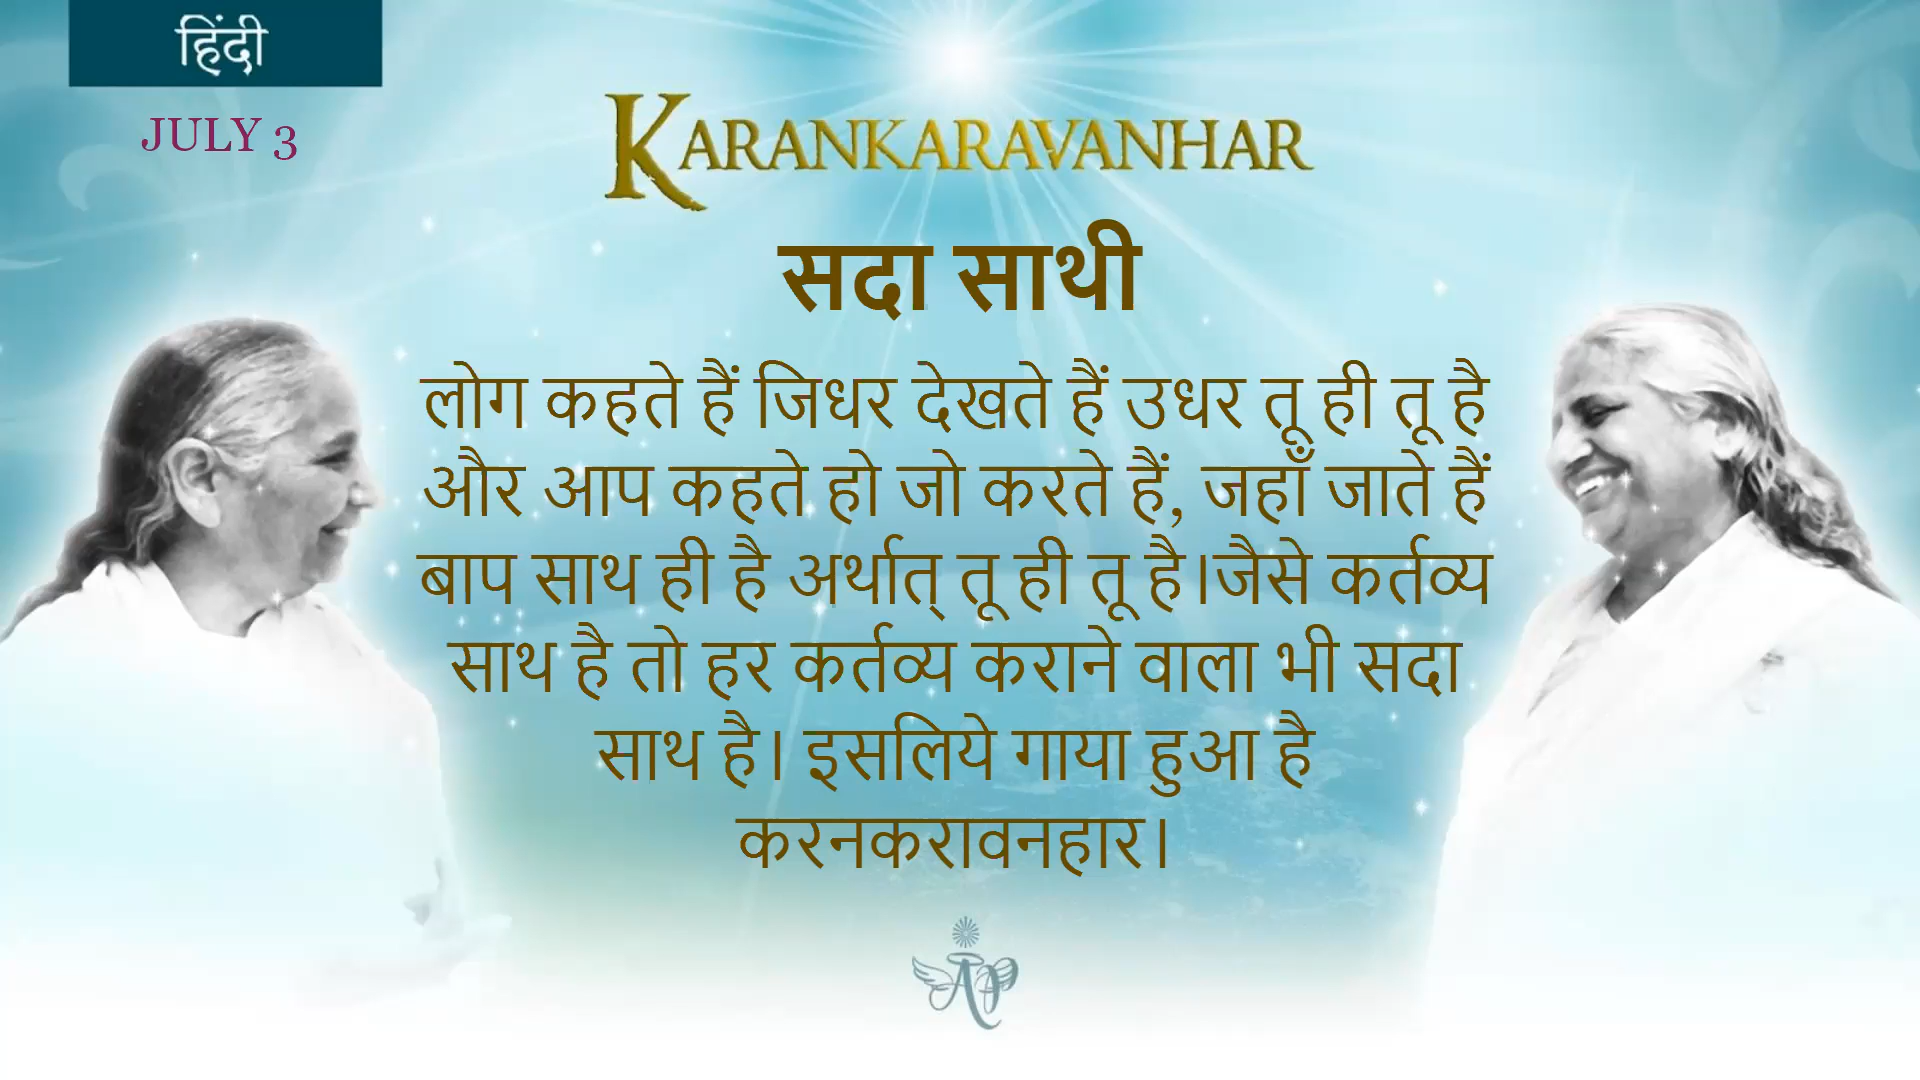 हिंदी
JULY 3
KARANKARAVANHAR
सदा साथी
लोग कहते हैं जिधर देखते हैं उधर तू ही तू है
और आप कहते हो जो करते हैं, जहाँ जाते हैं
बाप साथ ही है अर्थात् तू ही तू है।जैसे कर्तव्य
साथ है तो हर कर्तव्य कराने वाला भी सदा
साथ है। इसलिये गाया हुआ है
करनकरावनहार।
AP